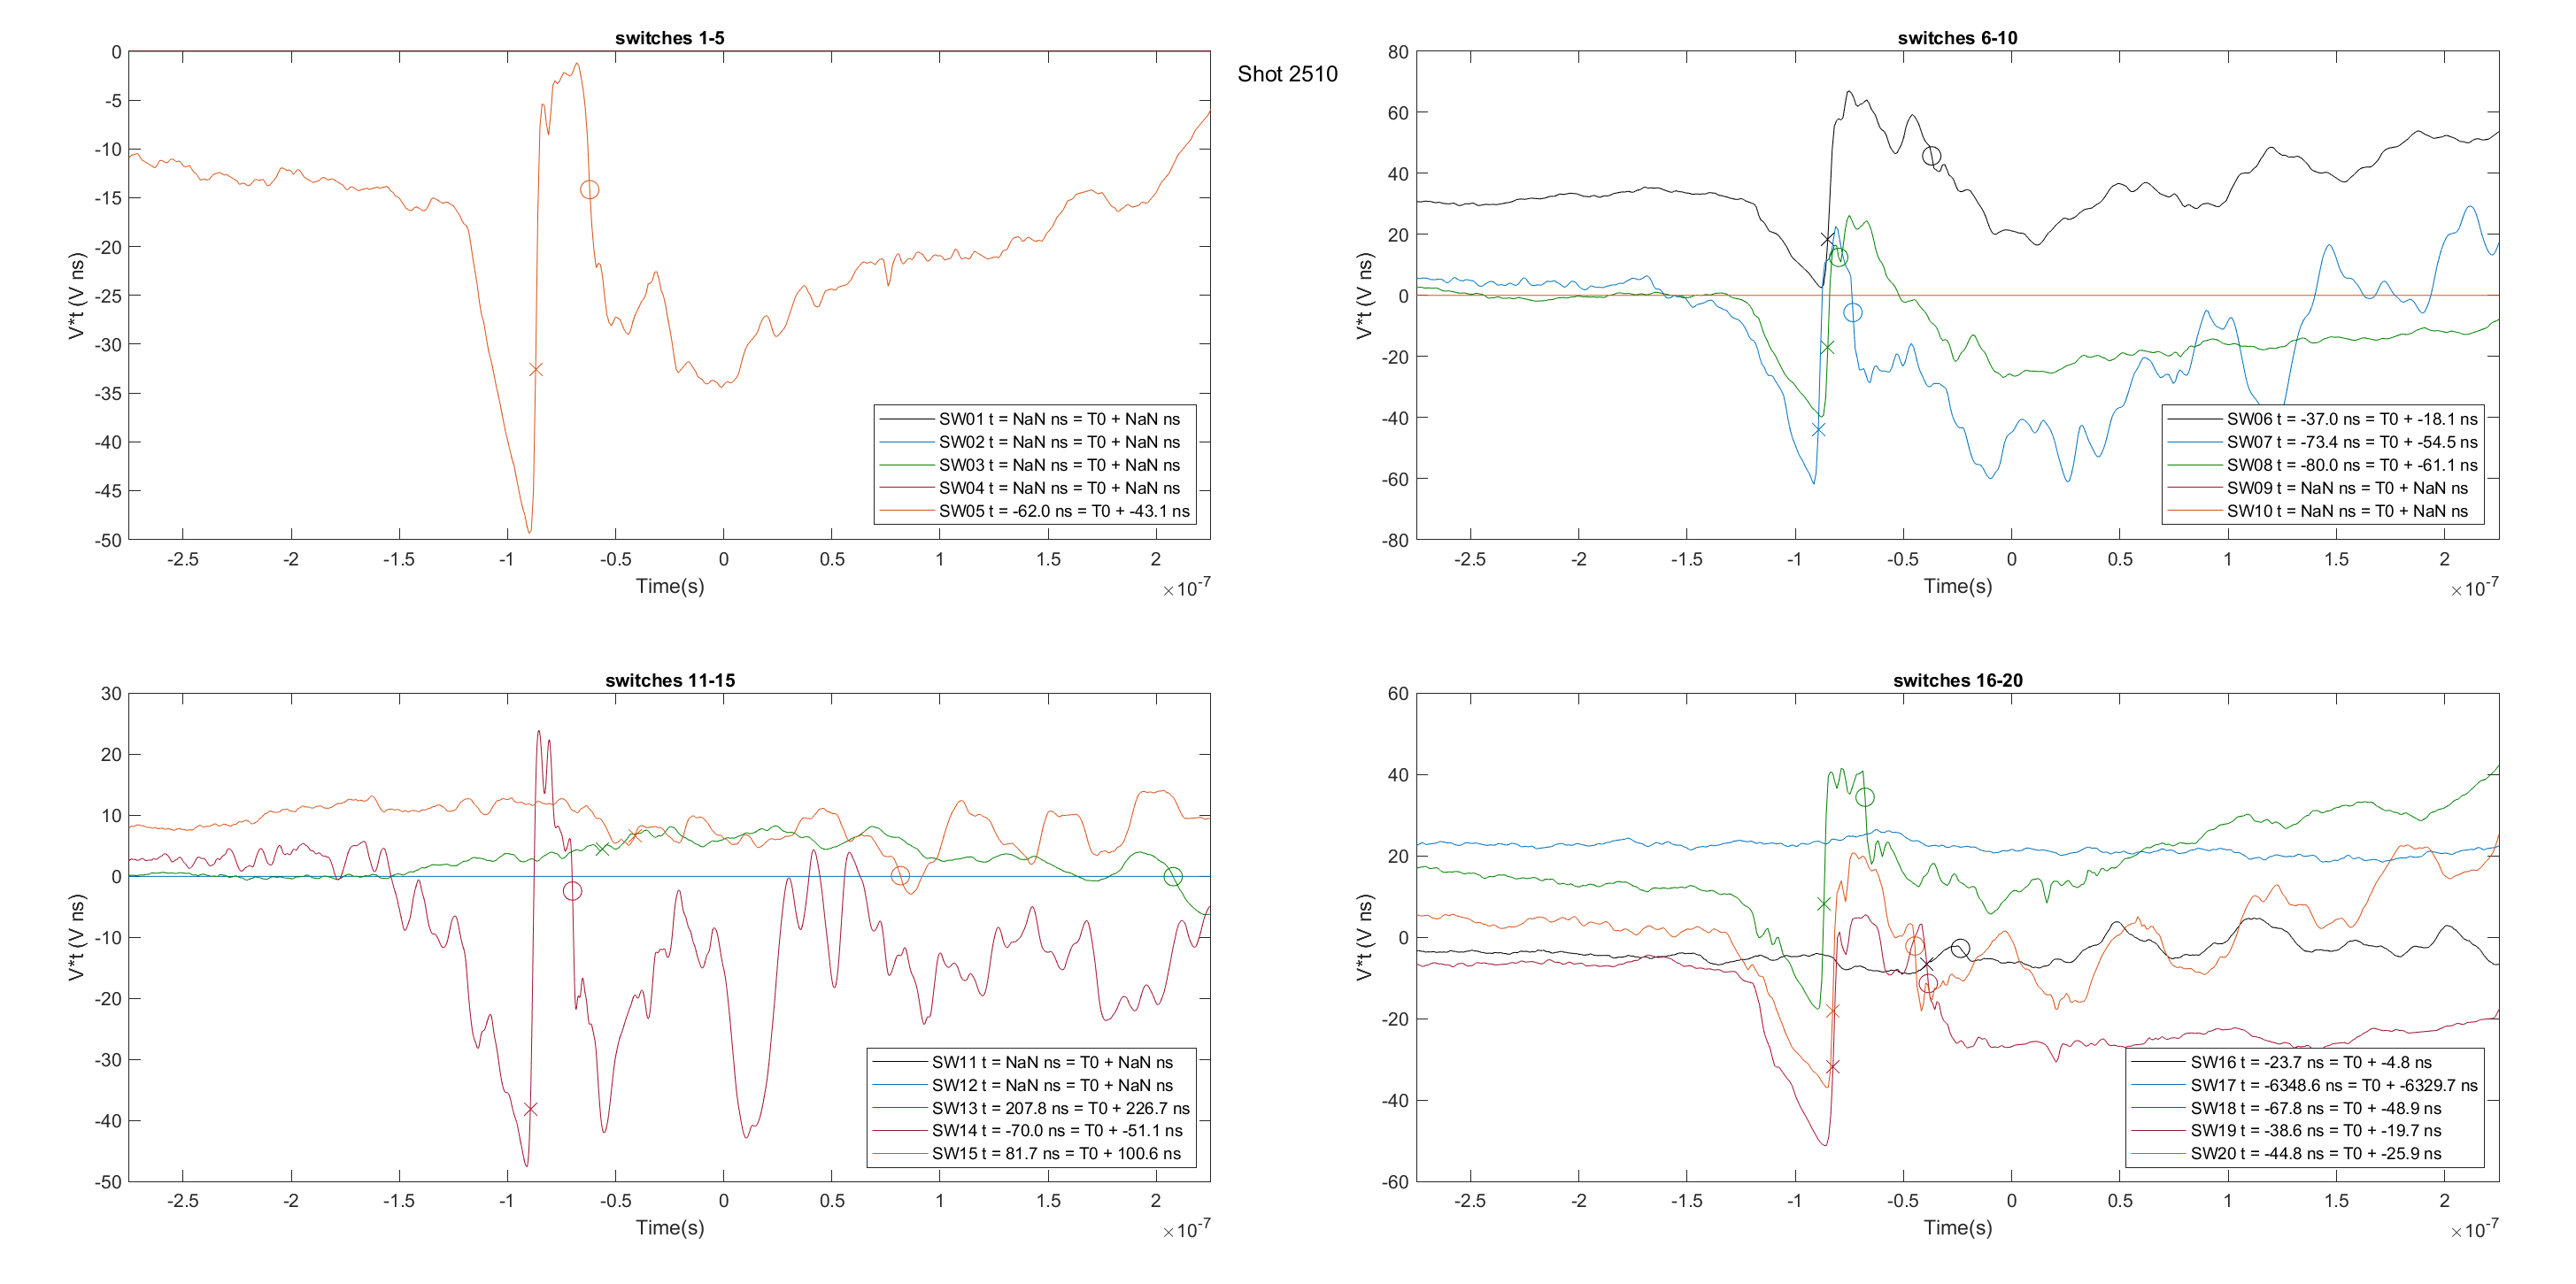 Shot 2510
switches 1-5
0
-5
-10
-15
-20
-25
-30
-35
-40
-45
-50
V*t (V ns)
-2.5 -2 -1.5 -1 -0.5 0 0.5 1 1.5 2
Time(s)
×10-7
SW01 t = NaN ns = T0 + NaN ns
SW02 t = NaN ns = T0 + NaN ns
SW03 t = NaN ns = T0 + NaN ns
SW04 t = NaN ns = T0 + NaN ns
SW05 t = -62.0 ns = T0 + -43.1 ns
switches 6-10
80
60
40
20
0
-20
-40
-60
-80
V*t (V ns)
-2.5 -2 -1.5 -1 -0.5 0 0.5 1 1.5 2
Time(s)
×10-7
SW06 t = -37.0 ns = T0 + -18.1 ns
SW07 t = -73.4 ns = T0 + -54.5 ns
SW08 t = -80.0 ns = T0 + -61.1 ns
SW09 t = NaN ns = T0 + NaN ns
SW10 t = NaN ns = T0 + NaN ns
switches 11-15
30
20
10
0
-10
-20
-30
-40
-50
V*t (V ns)
-2.5 -2 -1.5 -1 -0.5 0 0.5 1 1.5 2
Time(s)
×10-7
SW11 t = NaN ns = T0 + NaN ns
SW12 t = NaN ns = T0 + NaN ns
SW13 t = 207.8 ns = T0 + 226.7 ns
SW14 t = -70.0 ns = T0 + -51.1 ns
SW15 t = 81.7 ns = T0 + 100.6 ns
switches 16-20
60
40
20
0
-20
-40
-60
V*t (V ns)
-2.5 -2 -1.5 -1 -0.5 0 0.5 1 1.5 2
Time(s)
×10-7
SW16 t = -23.7 ns = T0 + -4.8 ns
SW17 t = -6348.6 ns = T0 + -6329.7 ns
SW18 t = -67.8 ns = T0 + -48.9 ns
SW19 t = -38.6 ns = T0 + -19.7 ns
SW20 t = -44.8 ns = T0 + -25.9 ns